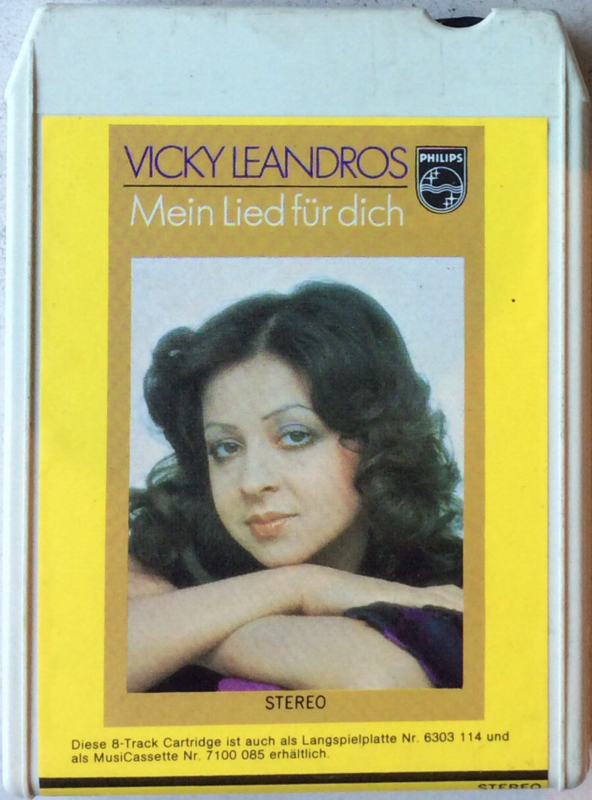 VICKY LEANDROS
PHILIPS
Mein Lied für dich
STEREO
Diese 8-Track Cartridge ist auch als Langspielplatte Nr. 6303 114 und
als MusiCassette Nr. 7100 085 erhältlich.
STEREO